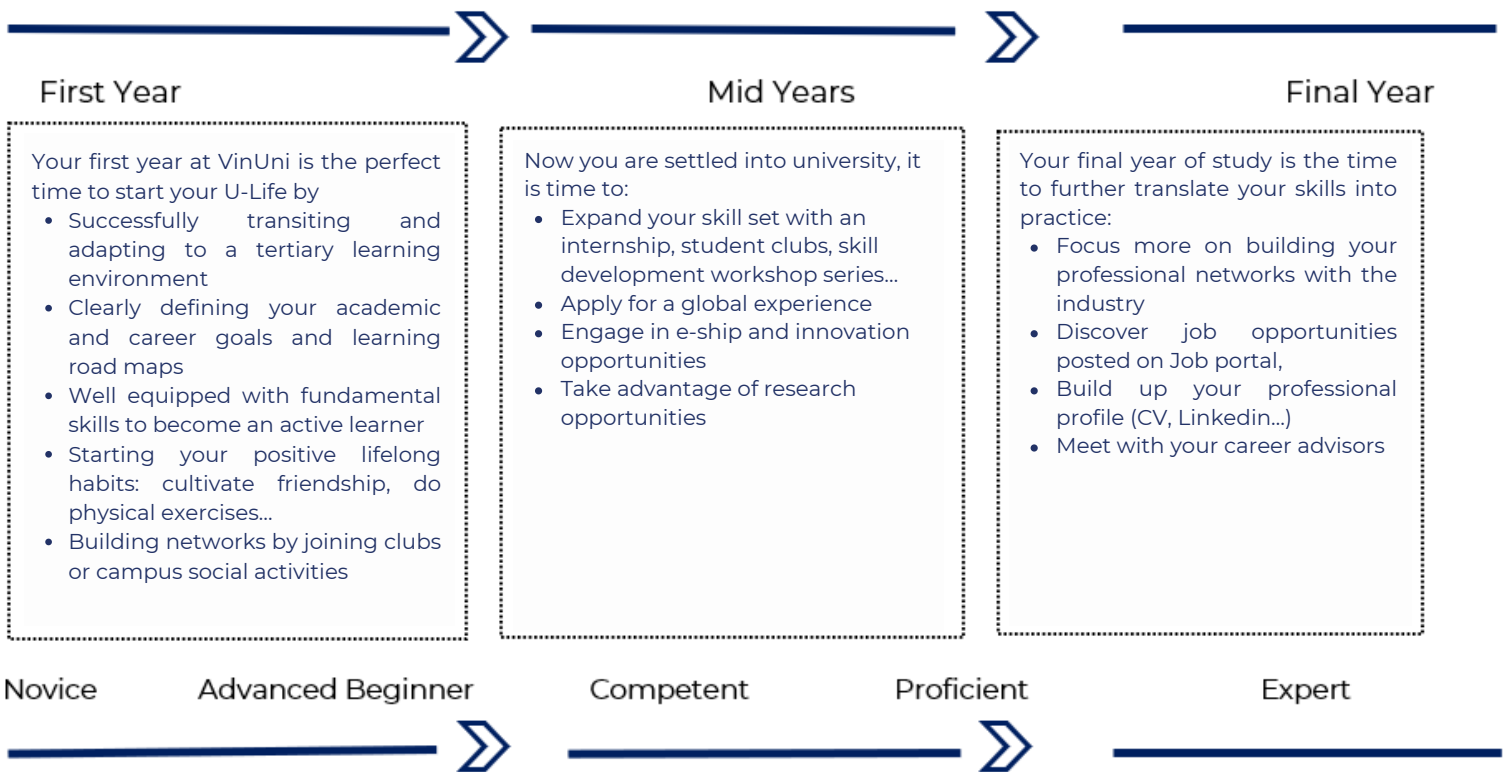 First Year
Mid Years
Final Year
Your first year at VinUni is the perfect
time to start your U-Life by
• Successfully transiting and
adapting to a tertiary learning
environment
• Clearly defining your academic
and career goals and learning
road maps
• Well equipped with fundamental
skills to become an active learner
• Starting your positive lifelong
habits: cultivate friendship, do
physical exercises...
• Building networks by joining clubs
or campus social activities
Now you are settled into university, it
is time to:
• Expand your skill set with an
internship, student clubs, skill
development workshop series...
• Apply for a global experience
• Engage in e-ship and innovation
opportunities
• Take advantage of research
opportunities
Your final year of study is the time
to further translate your skills into
practice:
• Focus more on building your
professional networks with the
industry
• Discover job opportunities
posted on Job portal,
• Build up your professional
profile (CV, Linkedin...)
• Meet with your career advisors
Novice
Advanced Beginner
Competent
Proficient
Expert